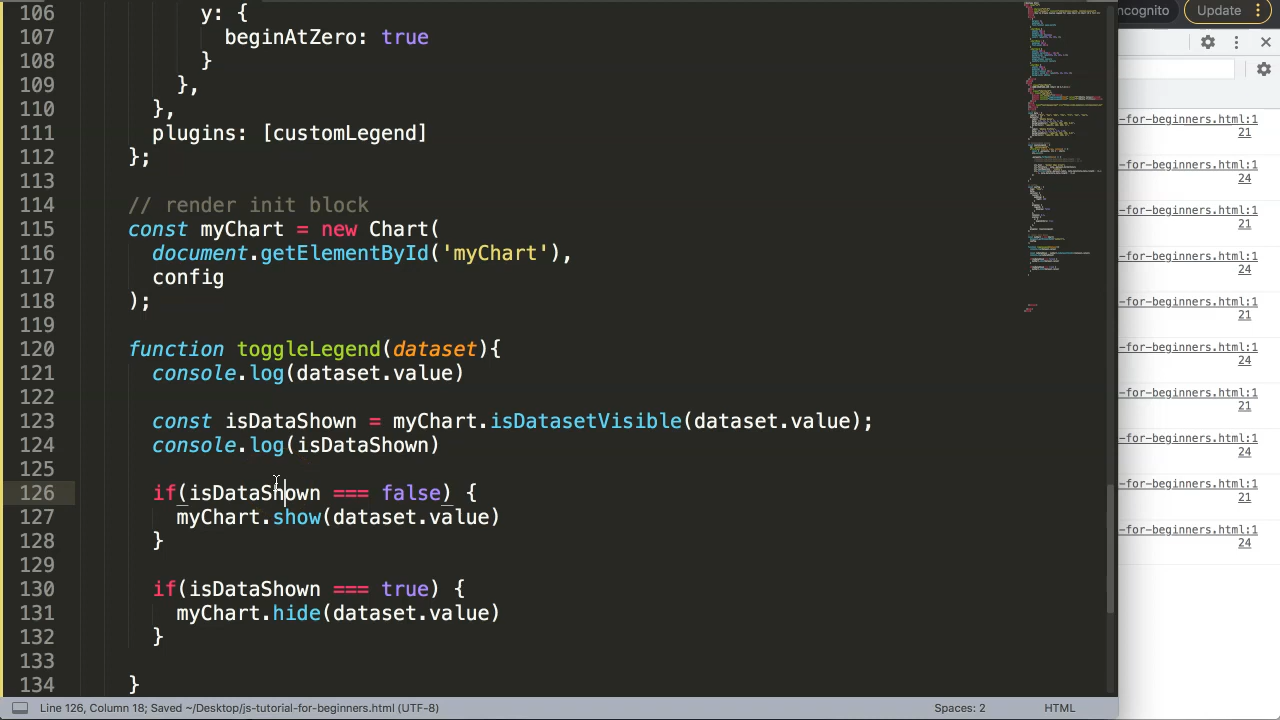 106 y: {
107 beginAtZero: true
108 }
109 },
110 },
111 plugins: [customLegend]
112 };
113
114 // render init block
115 const myChart = new Chart(
116 document.getElementById('myChart'),
117 config
118 );
119
120 function toggleLegend(dataset){
121 console.log(dataset.value)
122
123 const isDataShown = myChart.isDatasetVisible(dataset.value);
124 console.log(isDataShown)
125
126 if(isDataShown === false) {
127 myChart.show(dataset.value)
128 }
129
130 if(isDataShown === true) {
131 myChart.hide(dataset.value)
132 }
133
134 }
Line 126, Column 18; Saved ~/Desktop/js-tutorial-for-beginners.html (UTF-8) Spaces: 2 HTML
cognito Update
-for-beginners.html:1
21
-for-beginners.html:1
24
-for-beginners.html:1
21
-for-beginners.html:1
24
-for-beginners.html:1
21
-for-beginners.html:1
24
-for-beginners.html:1
21
-for-beginners.html:1
24
-for-beginners.html:1
21
-for-beginners.html:1
24